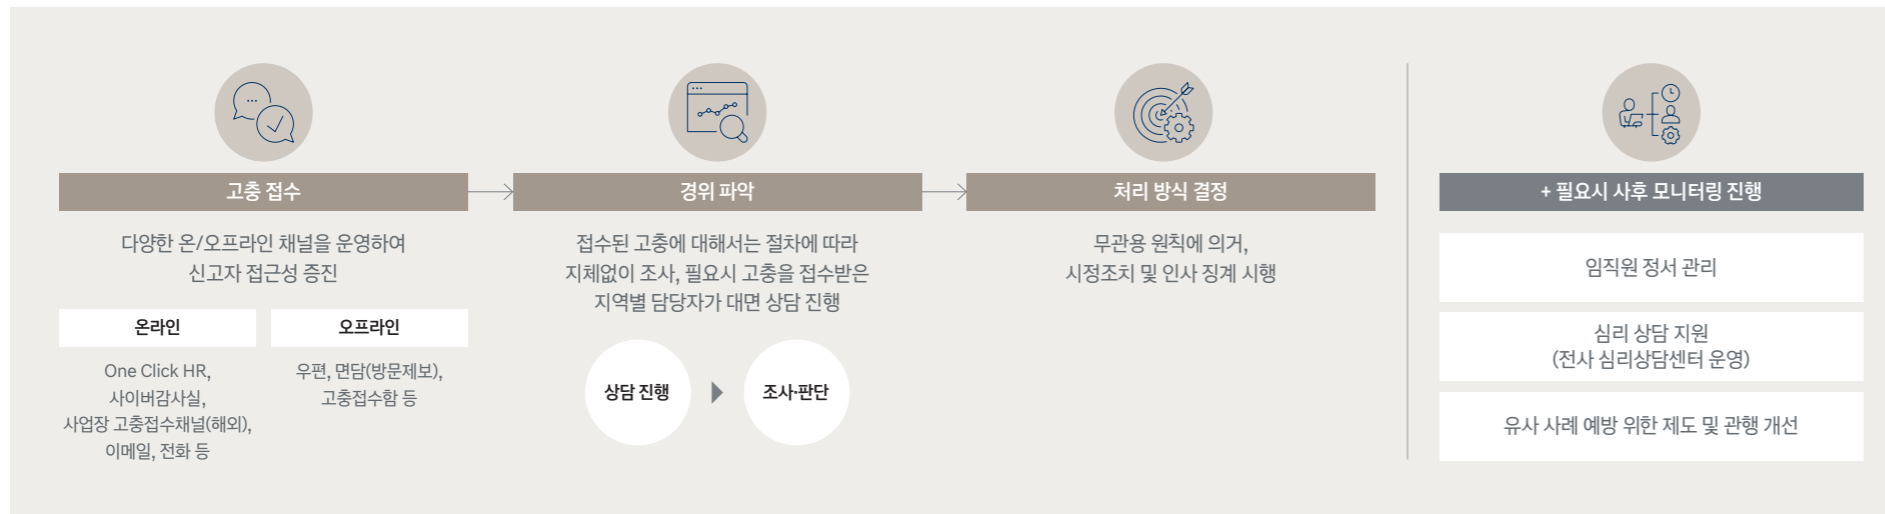 고충 접수
다양한 온/오프라인 채널을 운영하여
신고자 접근성 증진
온라인
One Click HR,
사이버감사실,
사업장 고충접수채널(해외),
이메일, 전화 등
오프라인
우편, 면담(방문제보),
고충접수함 등
경위 파악
접수된 고충에 대해서는 절차에 따라
지체없이 조사, 필요시 고충을 접수받은
지역별 담당자가 대면 상담 진행
상담 진행
조사·판단
처리 방식 결정
무관용 원칙에 의거,
시정조치 및 인사 징계 시행
+ 필요시 사후 모니터링 진행
임직원 정서 관리
심리 상담 지원
(전사 심리상담센터 운영)
유사 사례 예방 위한 제도 및 관행 개선